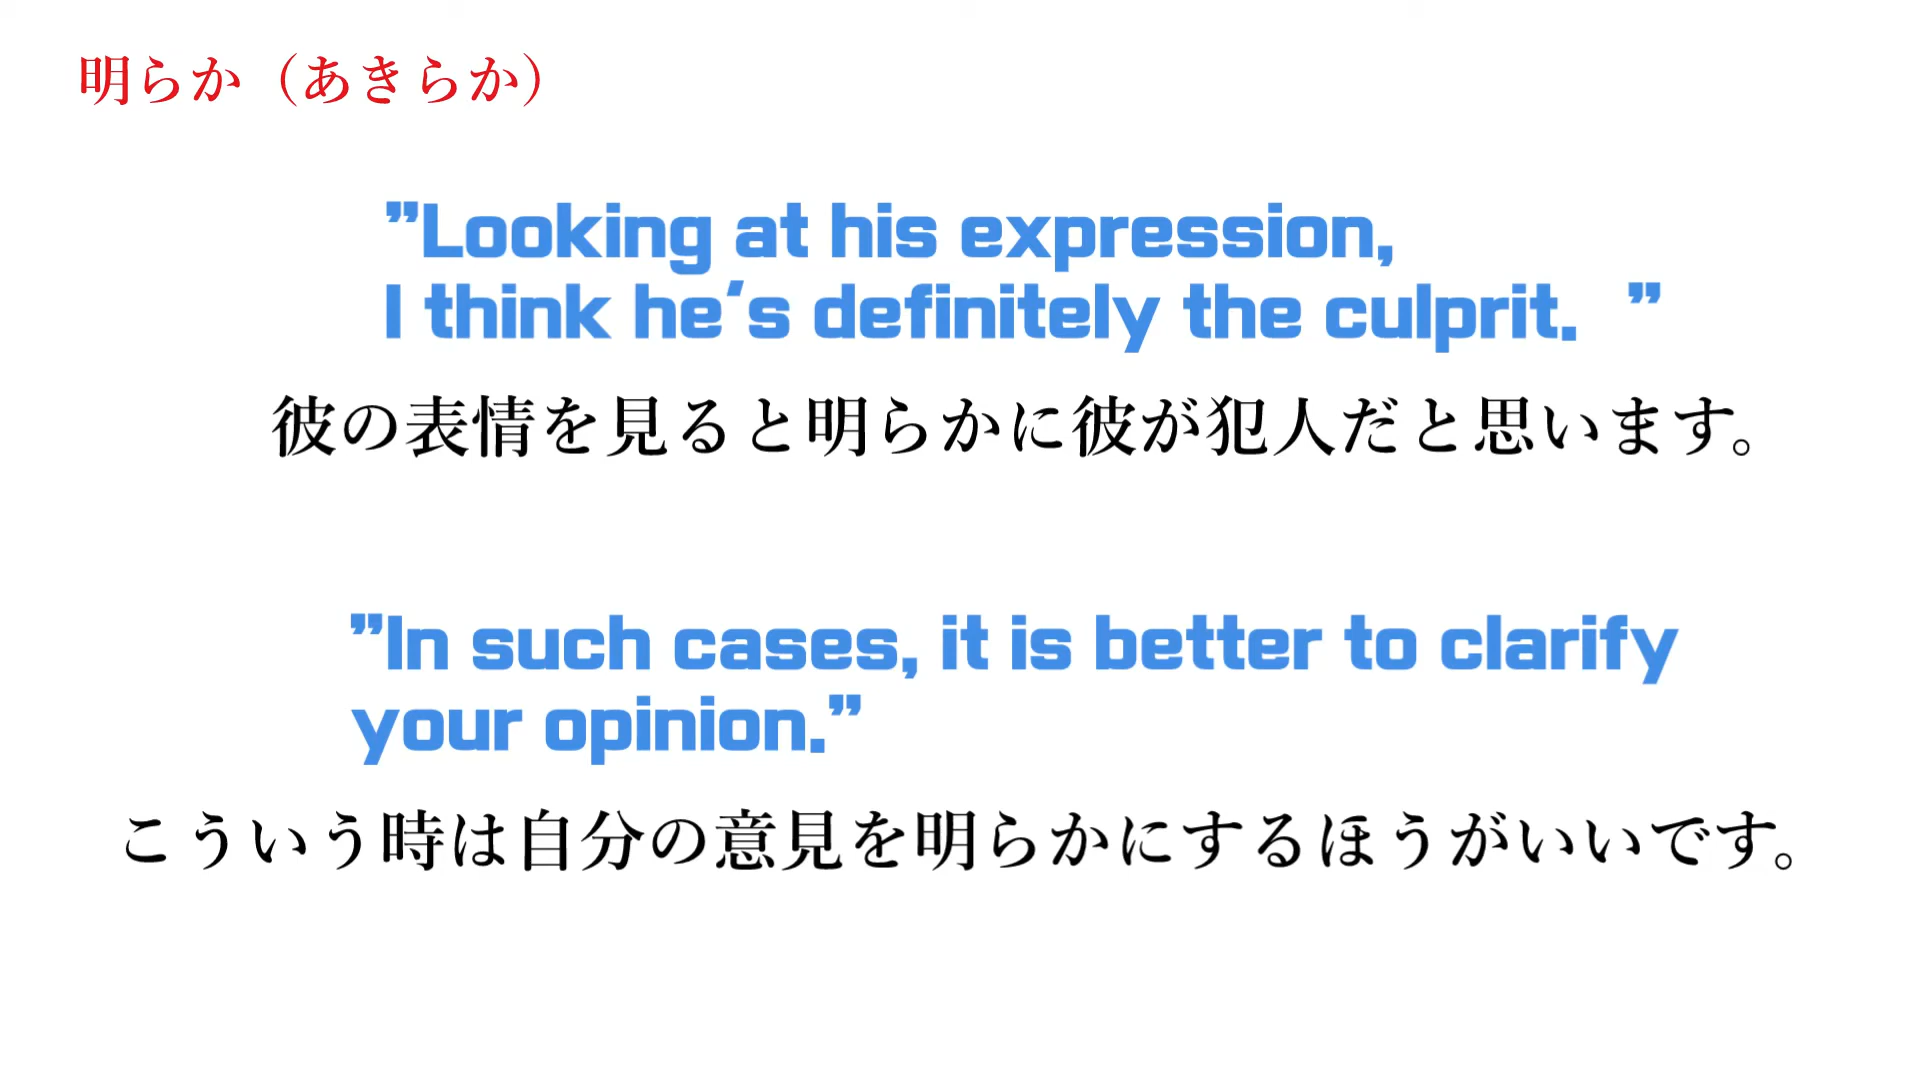 明らか（あきらか）
”Looking at his expression,
I think he’s definitely the culprit. ”
彼の表情を見ると明らかに彼が犯人だと思います。
”In such cases, it is better to clarify
your opinion.”
こういう時は自分の意見を明らかにするほうがいいです。